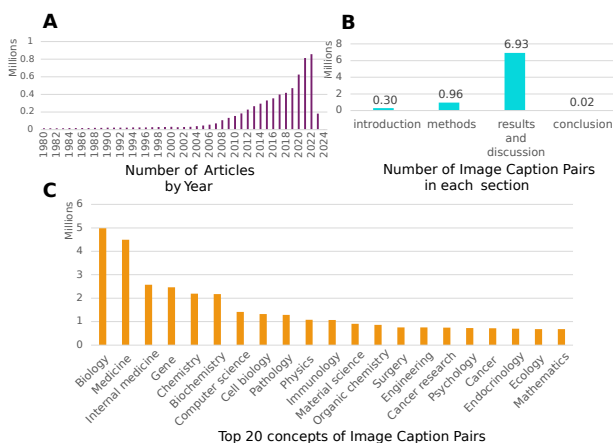 A
Millions
1
0.8
0.6
0.4
0.2
0
1980 1982 1984 1986 1988 1990 1992 1994 1996 1998 2000 2002 2004 2006 2008 2010 2012 2014 2016 2018 2020 2022 2024
Number of Articles
by Year
B
Millions
8
6
4
2
0
0.30 0.96 6.93 0.02
introduction methods results conclusion
and
discussion
Number of Image Caption Pairs
in each section
C
Millions
6
5
4
3
2
1
0
Biology
Medicine
Internal medicine
Gene
Chemistry
Biochemistry
Computer science
Cell biology
Pathology
Physics
Immunology
Material science
Organic chemistry
Surgery
Engineering
Cancer research
Psychology
Cancer
Endocrinology
Ecology
Mathematics
Top 20 concepts of Image Caption Pairs